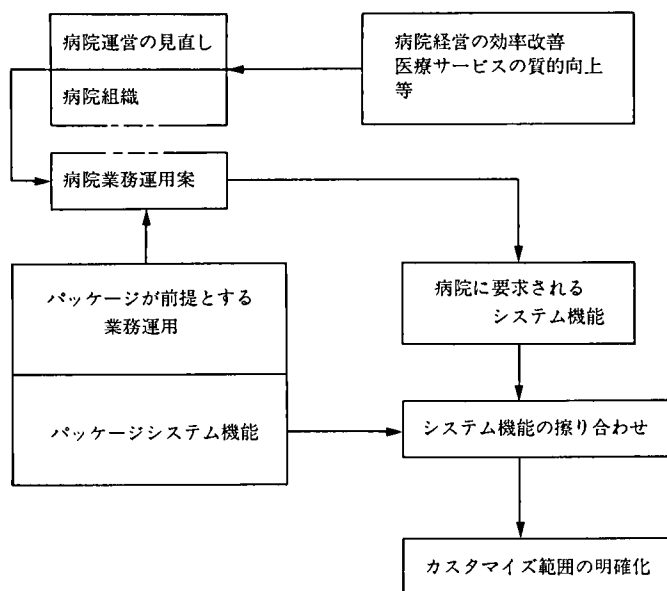 病院運営の見直し
病院組織
病院経営の効率改善
医療サービスの質的向上
等
病院業務運用案
パッケージが前提とする
業務運用
病院に要求される
システム機能
パッケージシステム機能
システム機能の擦り合わせ
カスタマイズ範囲の明確化